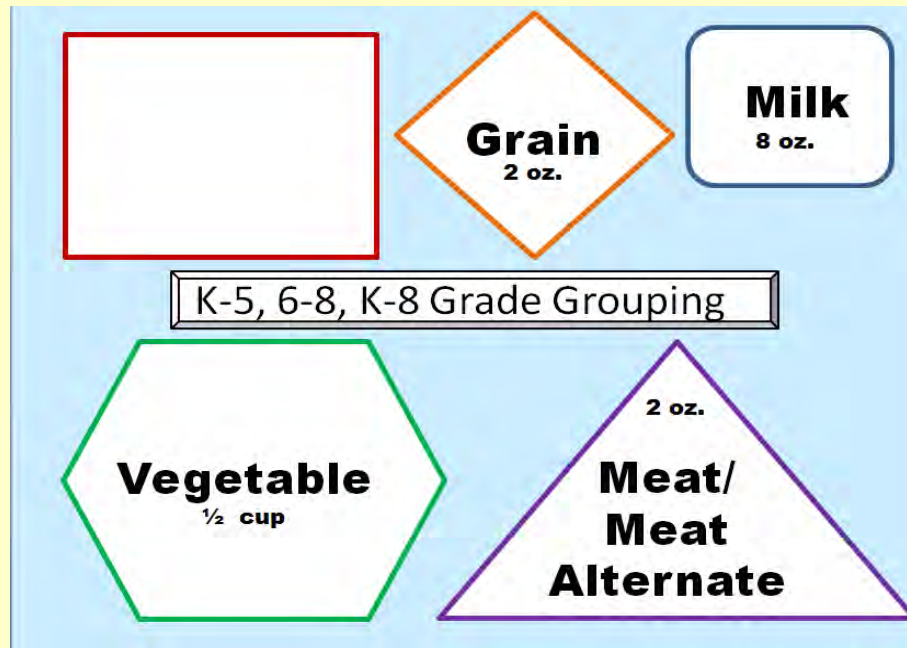 Grain
2 oz.
Milk
8 oz.
K-5, 6-8, K-8 Grade Grouping
Vegetable
½ cup
2 oz.
Meat/
Meat
Alternate